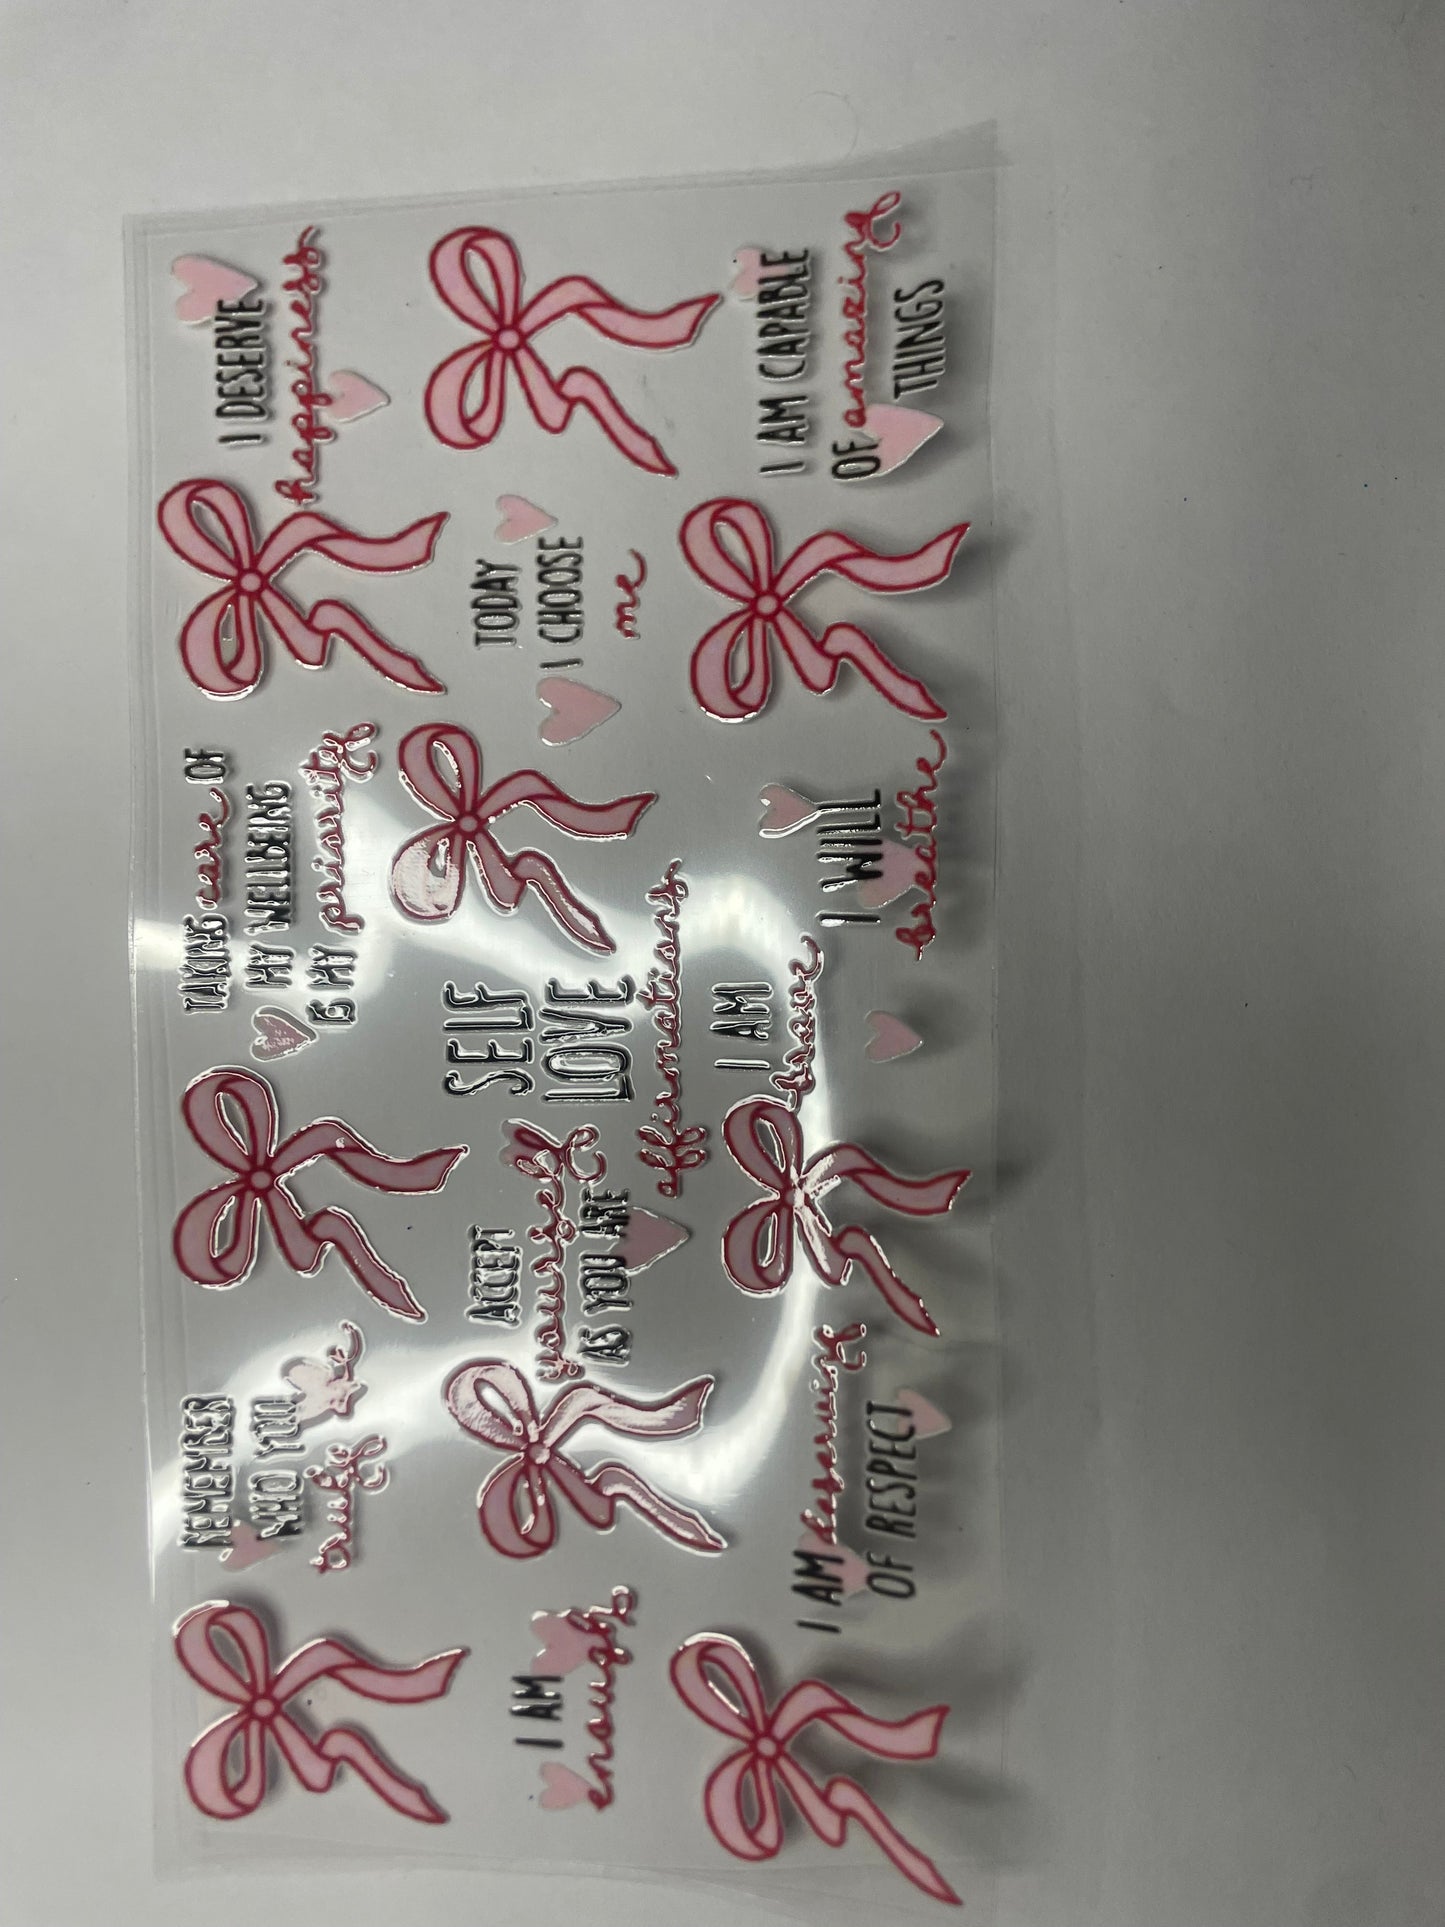 REMEMBER
WHO YOU
truly are
TAKING care OF
MY WELLBEING
IS MY priority
I DESERVE
happiness
I AM
enough
ACCEPT
yourself
AS YOU ARE
SELF
LOVE
affirmations
TODAY
I CHOOSE
me
I AM deserving
OF RESPECT
I AM
brave
I WILL
breathe
I AM CAPABLE
OF amazing
THINGS